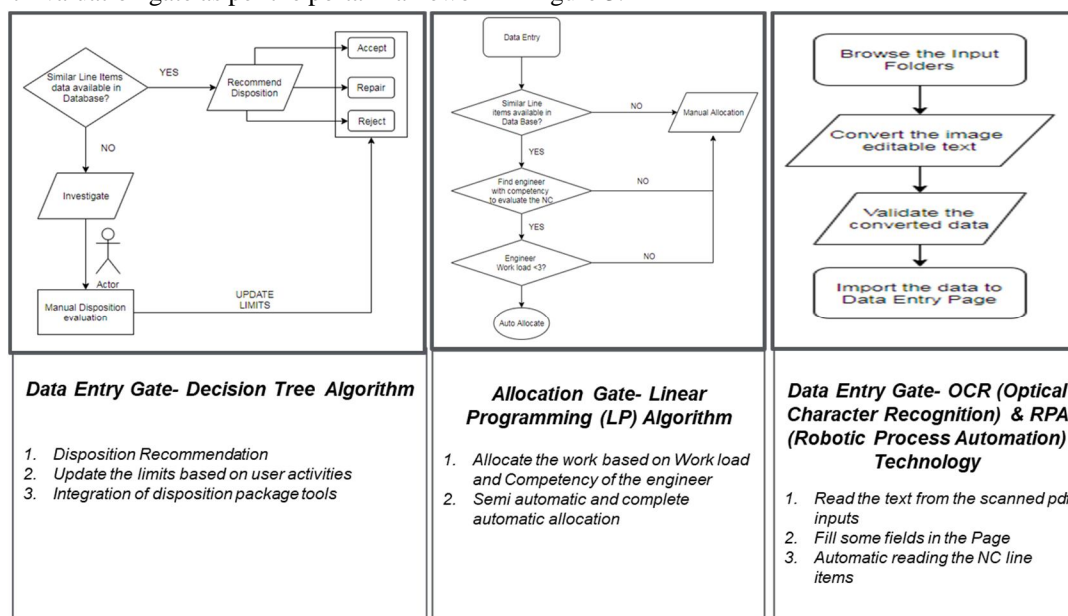 Similar Line Items
data available in
Database?
YES
Recommend
Disposition
Accept
Repair
Reject
NO
Investigate
Actor
Manual Disposition
evaluation
UPDATE
LIMITS
Data Entry
Similar Line
items available in
Data Base?
NO
Manual Allocation
YES
Find engineer
with competency
to evaluate the NC
NO
YES
Engineer
Work load <3?
NO
Auto Allocate
Browse the Input
Folders
Convert the image
editable text
Validate the
converted data
Import the data to
Data Entry Page
Data Entry Gate- Decision Tree Algorithm
1. Disposition Recommendation
2. Update the limits based on user activities
3. Integration of disposition package tools
Allocation Gate- Linear
Programming (LP) Algorithm
1. Allocate the work based on Work load
and Competency of the engineer
2. Semi automatic and complete
automatic allocation
Data Entry Gate- OCR (Optical
Character Recognition) & RPA
(Robotic Process Automation)
Technology
1. Read the text from the scanned pdf
inputs
2. Fill some fields in the Page
3. Automatic reading the NC line
items